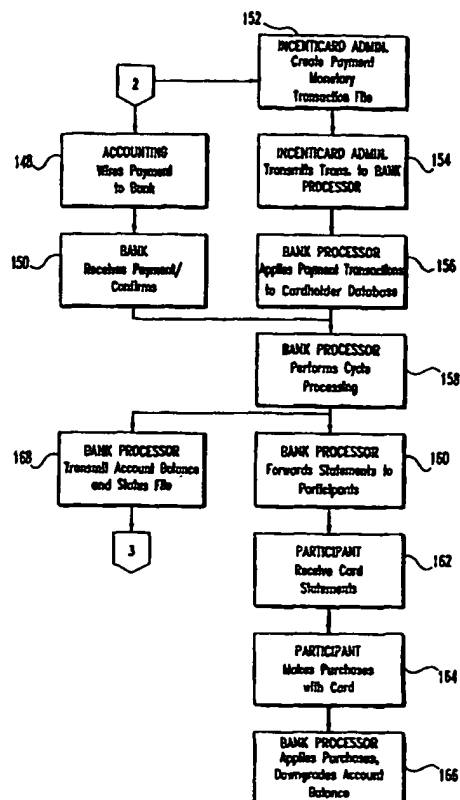 152
INCENTICARD ADMIN.
Create Payment
Monetary
Transaction File
2
148
ACCOUNTING
Wires Payment
to Bank
INCENTICARD ADMIN.
Transmits Trans. to BANK
PROCESSOR
154
150
BANK
Receives Payment/
Confirms
BANK PROCESSOR
Applies Payment Transactions
to Cardholder Database
156
BANK PROCESSOR
Performs Cycle
Processing
158
168
BANK PROCESSOR
Transmit Account Balance
and Status File
BANK PROCESSOR
Forwards Statements to
Participants
160
3
PARTICIPANT
Receive Card
Statements
162
PARTICIPANT
Makes Purchases
with Card
164
BANK PROCESSOR
Applies Purchases,
Downgrades Account
Balance
166